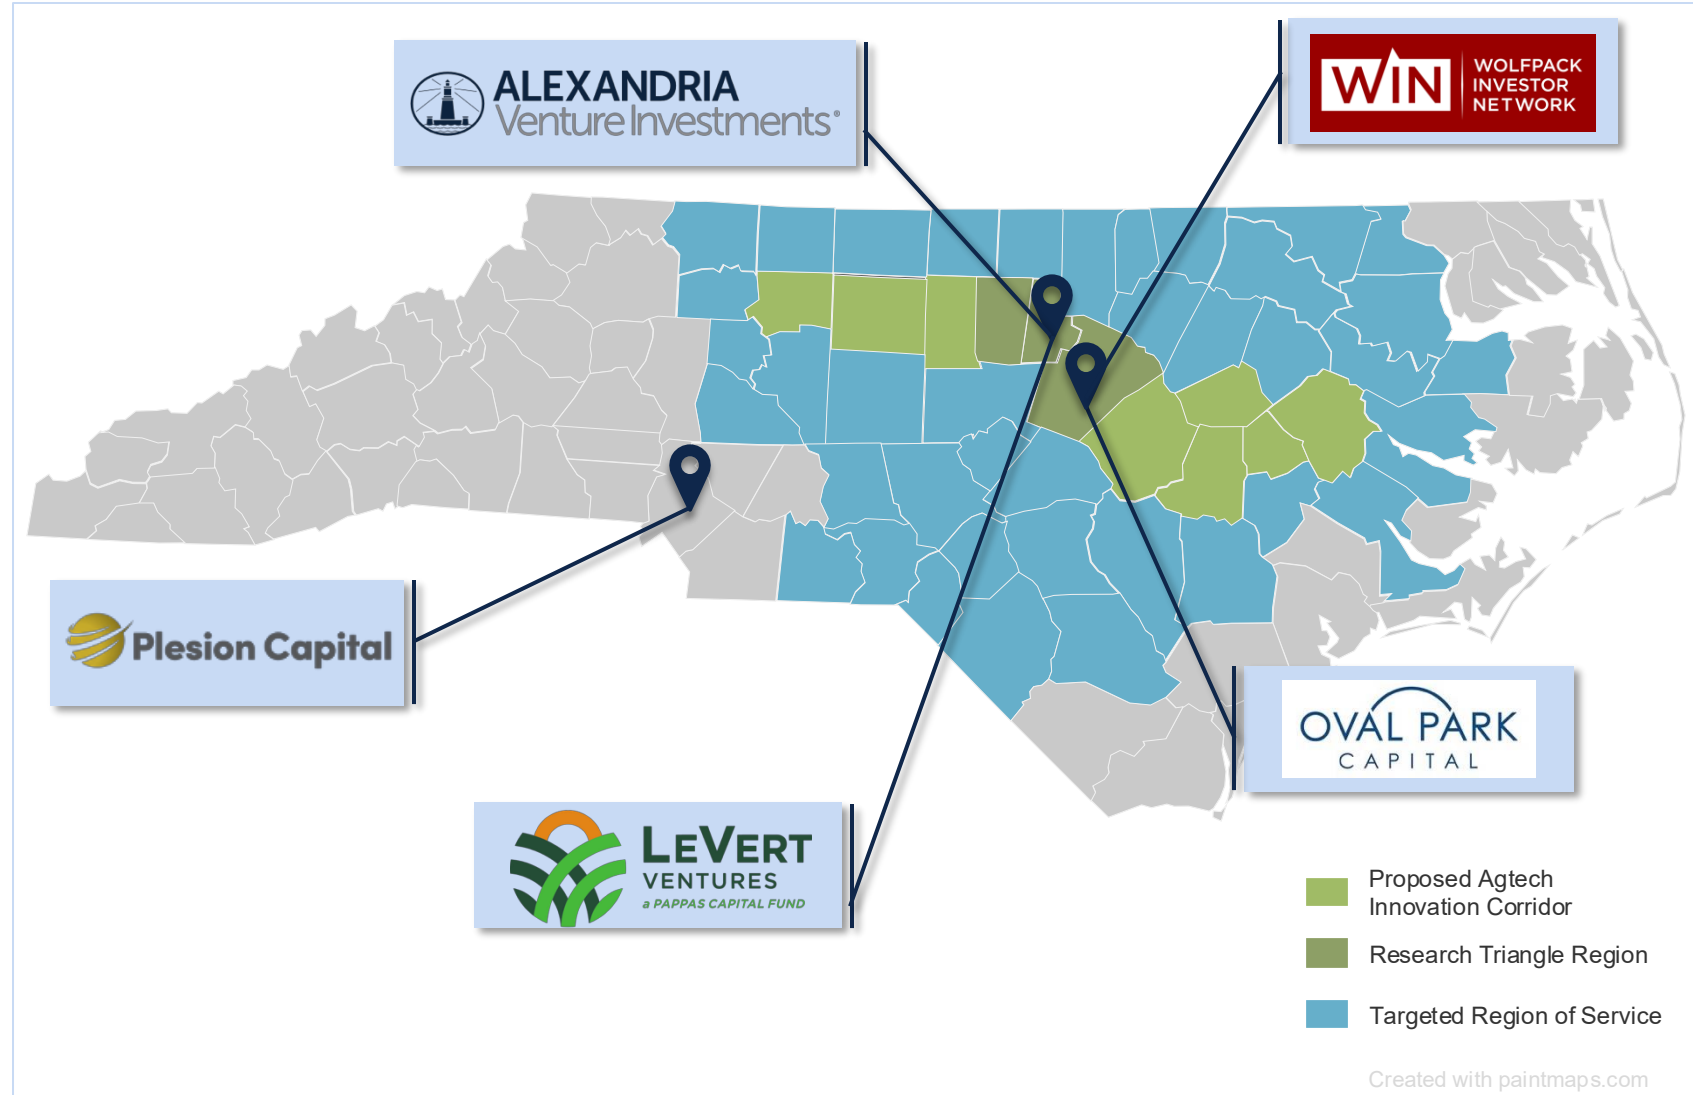 ALEXANDRIA
Venture Investments®
WIN
WOLFPACK
INVESTOR
NETWORK
Plesion Capital
OVAL PARK
CAPITAL
LEVERT
VENTURES
a PAPPAS CAPITAL FUND
Proposed Agtech
Innovation Corridor
Research Triangle Region
Targeted Region of Service
Created with paintmaps.com